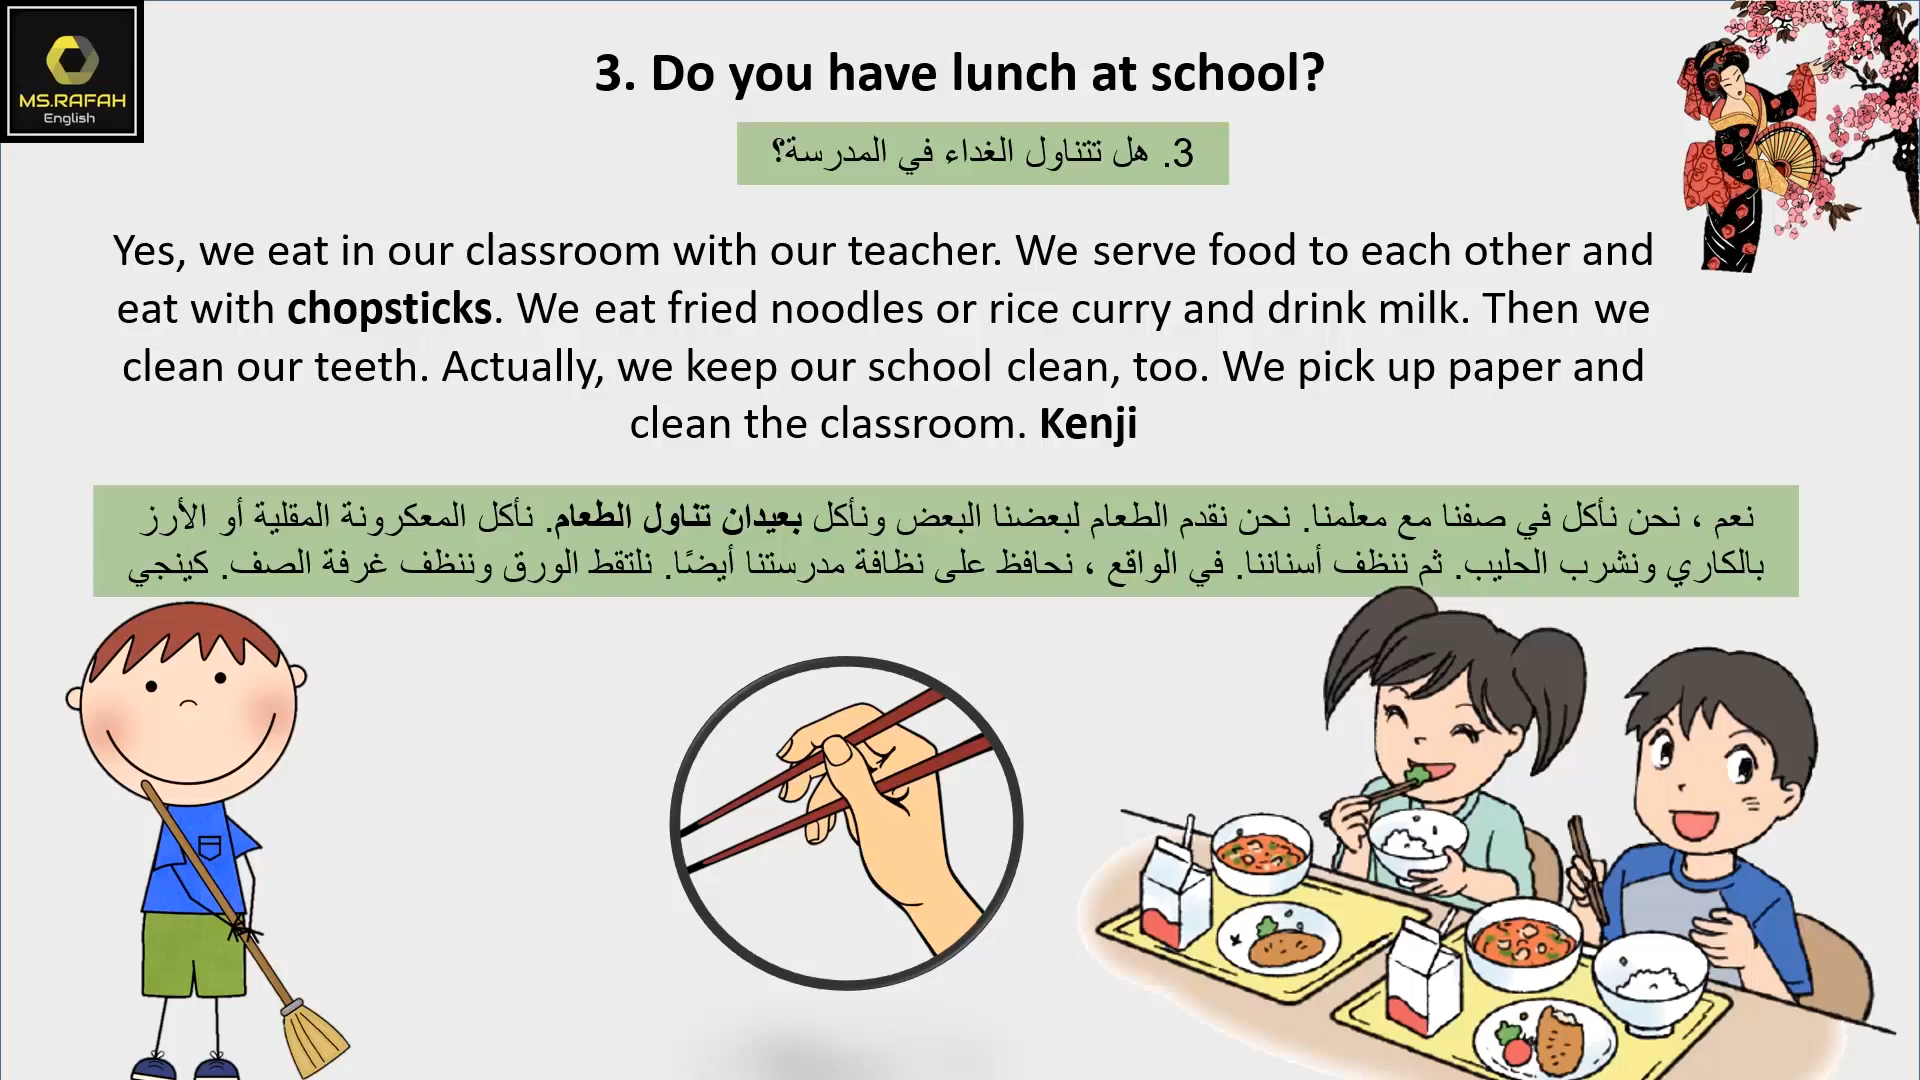 MS.RAFAH
English
3. Do you have lunch at school?
3. هل تتناول الغداء في المدرسة؟
Yes, we eat in our classroom with our teacher. We serve food to each other and
eat with chopsticks. We eat fried noodles or rice curry and drink milk. Then we
clean our teeth. Actually, we keep our school clean, too. We pick up paper and
clean the classroom. Kenji
نعم ، نحن نأكل في صفنا مع معلمنا. نحن نقدم الطعام لبعضنا البعض ونأكل بعيدان تناول الطعام. نأكل المعكرونة المقلية أو الأرز
بالكاري ونشرب الحليب. ثم ننظف أسناننا. في الواقع ، نحافظ على نظافة مدرستنا أيضًا. نلتقط الورق وننظف غرفة الصف. كينجي